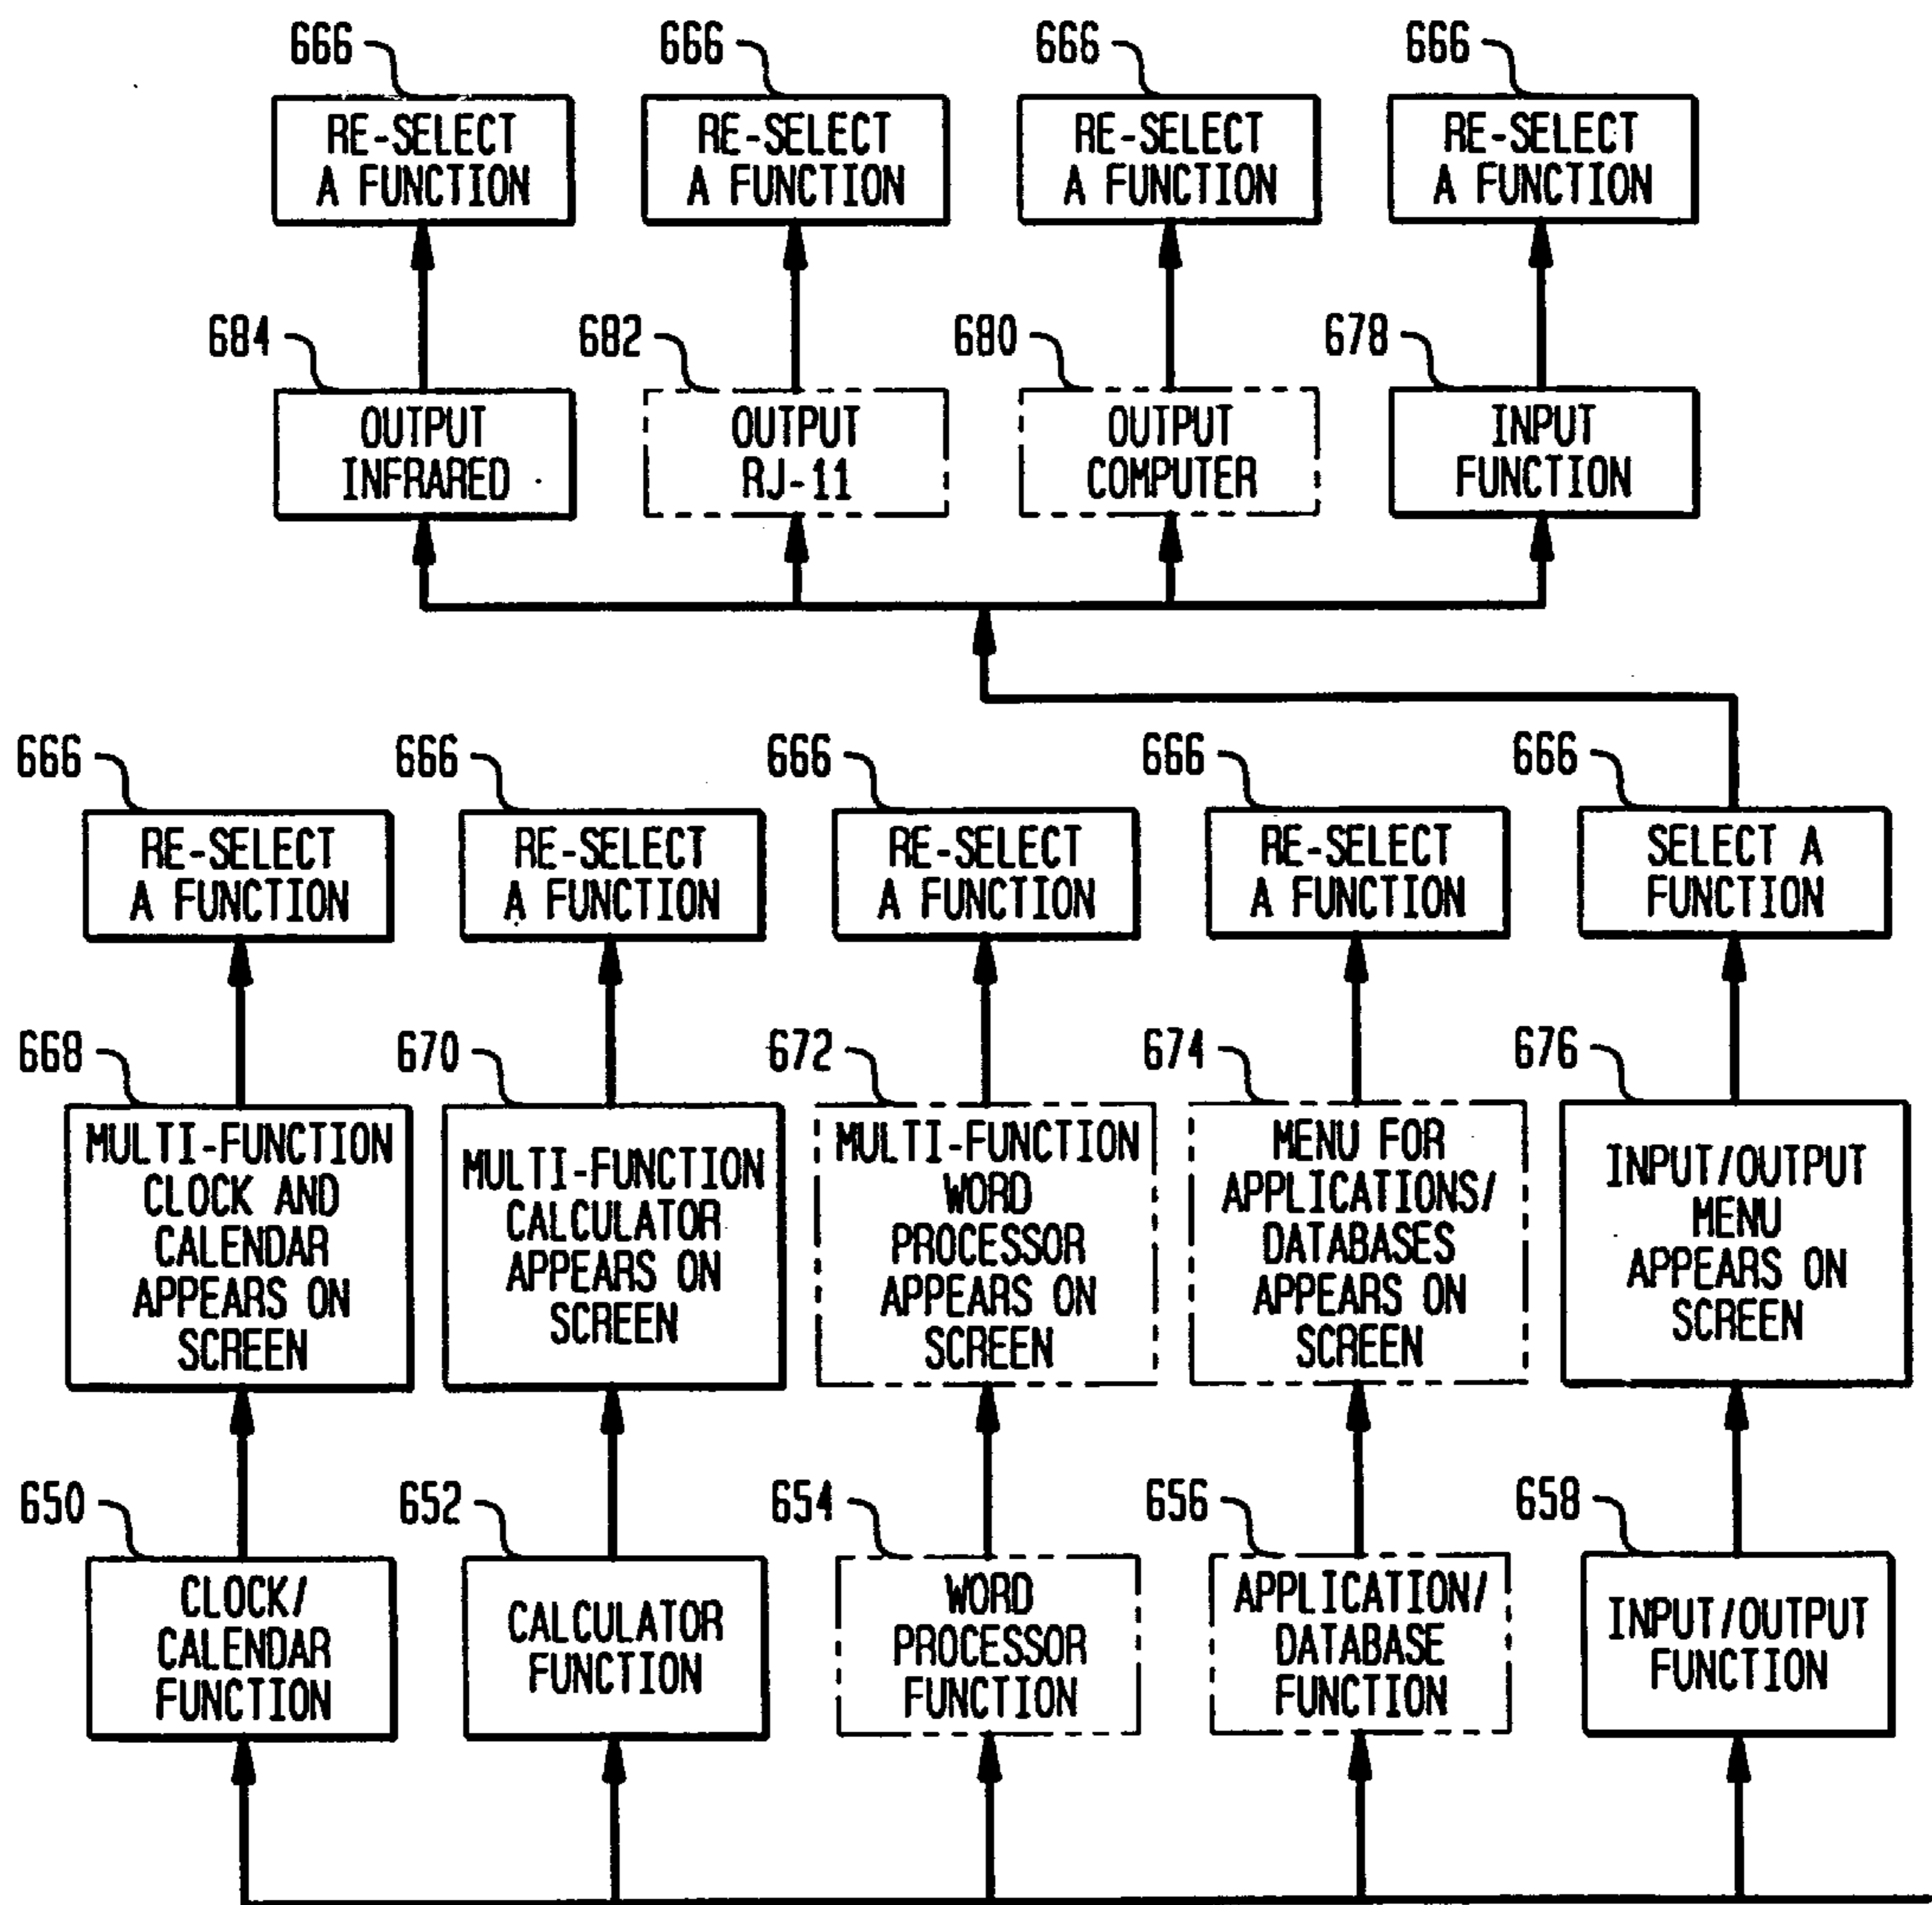 666
666
666
666
RE-SELECT
A FUNCTION
RE-SELECT
A FUNCTION
RE-SELECT
A FUNCTION
RE-SELECT
A FUNCTION
684
682
680
678
OUTPUT
INFRARED
OUTPUT
RJ-11
OUTPUT
COMPUTER
INPUT
FUNCTION
666
666
666
666
666
RE-SELECT
A FUNCTION
RE-SELECT
A FUNCTION
RE-SELECT
A FUNCTION
RE-SELECT
A FUNCTION
SELECT A
FUNCTION
668
670
672
674
676
MULTI-FUNCTION
CLOCK AND
CALENDAR
APPEARS ON
SCREEN
MULTI-FUNCTION
CALCULATOR
APPEARS ON
SCREEN
MULTI-FUNCTION
WORD
PROCESSOR
APPEARS ON
SCREEN
MENU FOR
APPLICATIONS/
DATABASES
APPEARS ON
SCREEN
INPUT/OUTPUT
MENU
APPEARS ON
SCREEN
650
652
654
656
658
CLOCK/
CALENDAR
FUNCTION
CALCULATOR
FUNCTION
WORD
PROCESSOR
FUNCTION
APPLICATION/
DATABASE
FUNCTION
INPUT/OUTPUT
FUNCTION